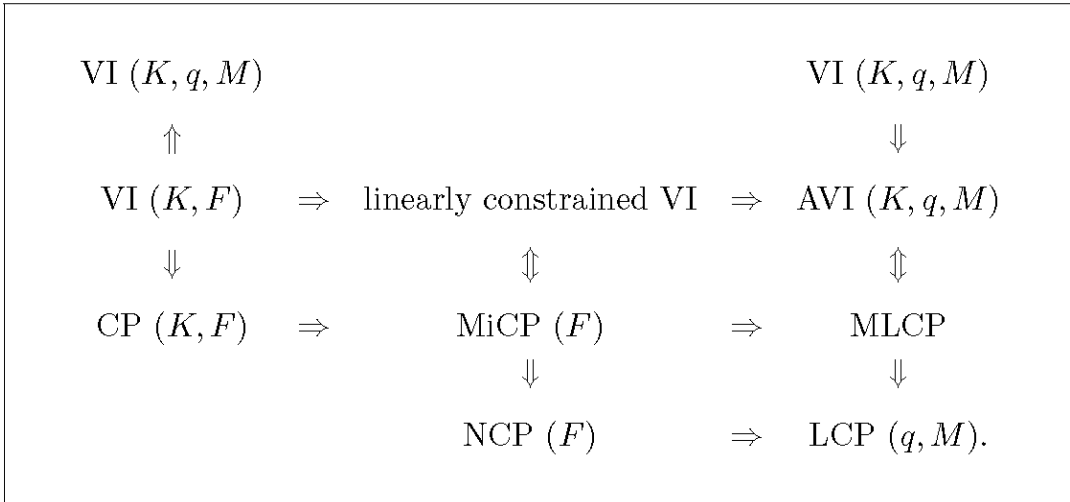 VI (K, q, M) VI (K, q, M)
⇑ ⇓
VI (K, F) ⇒ linearly constrained VI ⇒ AVI (K, q, M)
⇓ ⇕ ⇕
CP (K, F) ⇒ MiCP (F) ⇒ MLCP
⇓ ⇓
NCP (F) ⇒ LCP (q, M).